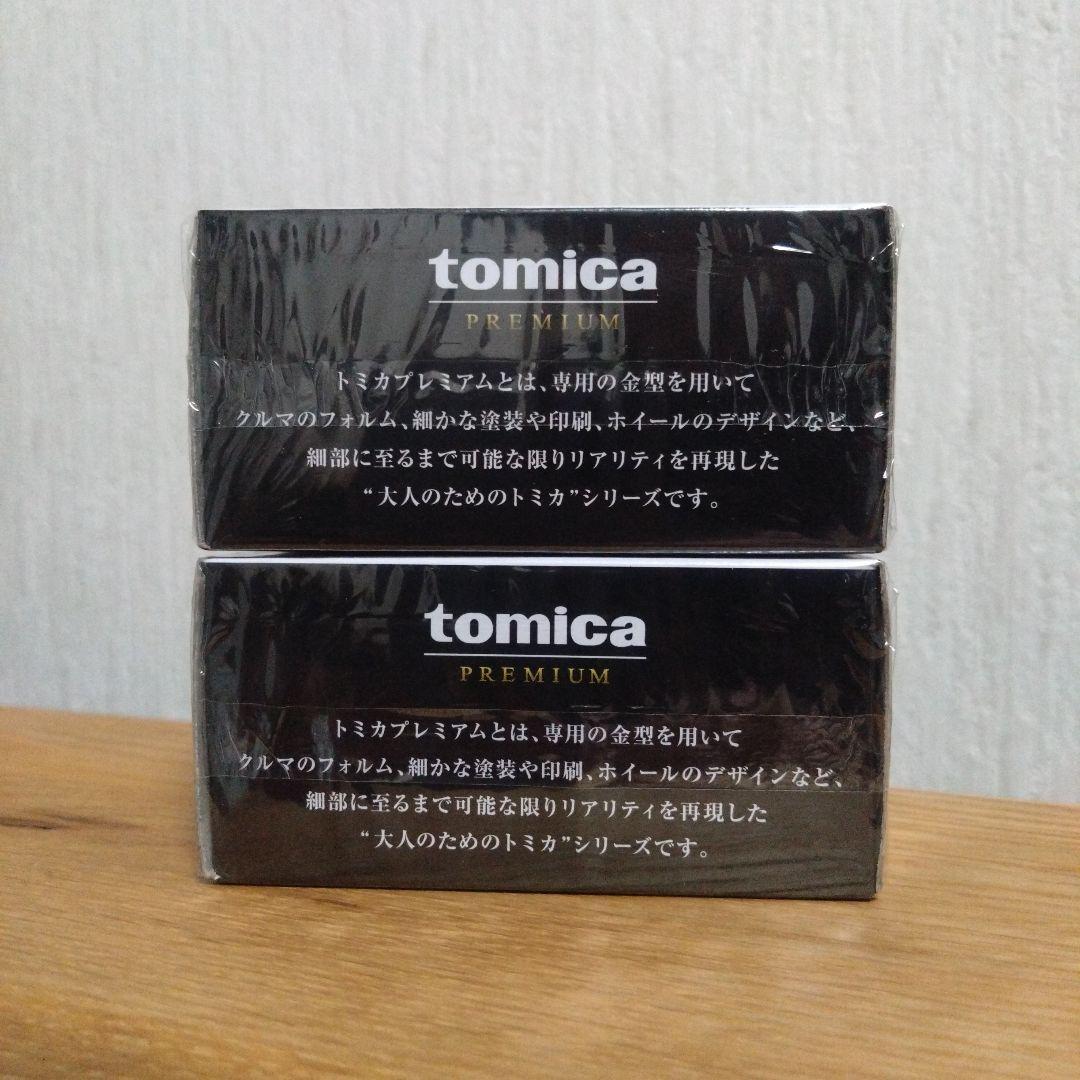 tomica
PREMIUM
トミカプレミアムとは、専用の金型を用いて
クルマのフォルム、細かな塗装や印刷、ホイールのデザインなど、
細部に至るまで可能な限りリアリティを再現した
“大人のためのトミカ”シリーズです。
tomica
PREMIUM
トミカプレミアムとは、専用の金型を用いて
クルマのフォルム、細かな塗装や印刷、ホイールのデザインなど、
細部に至るまで可能な限りリアリティを再現した
“大人のためのトミカ”シリーズです。